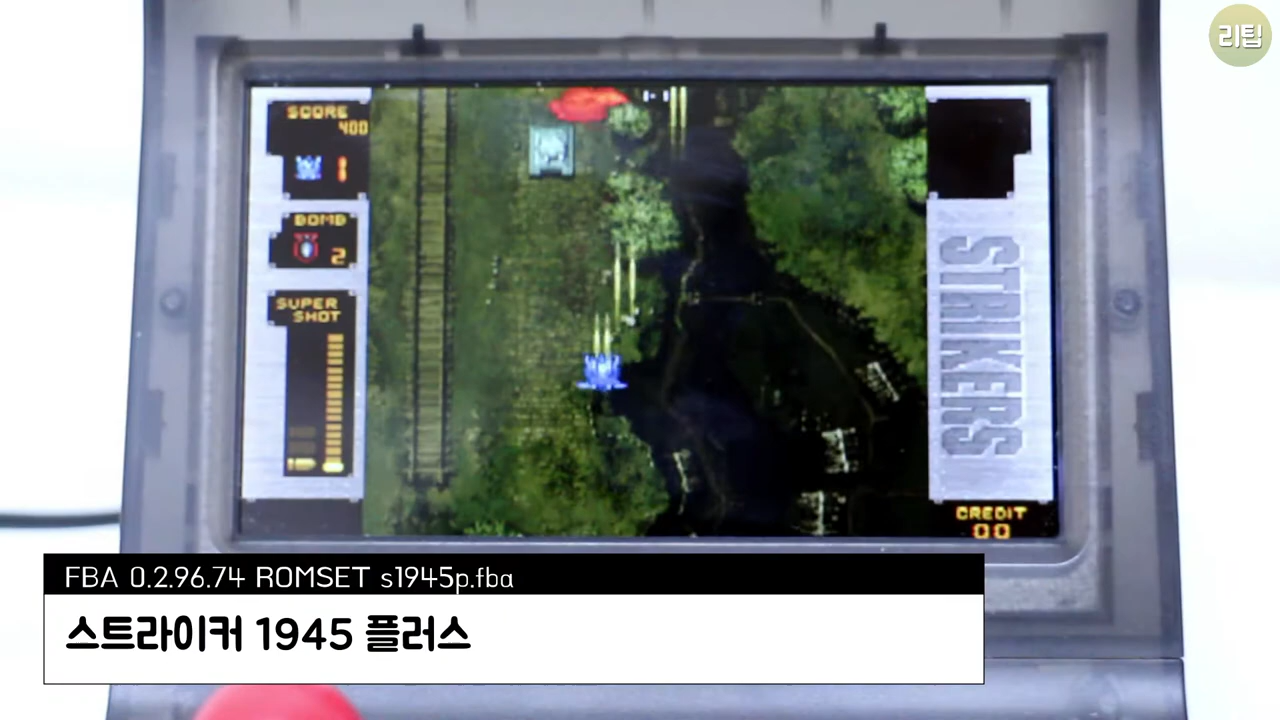 리팁
SCORE
400
1
BOMB
2
SUPER
SHOT
STRIKERS
CREDIT
00
FBA 0.2.96.74 ROMSET s1945p.fba
스트라이커 1945 플러스